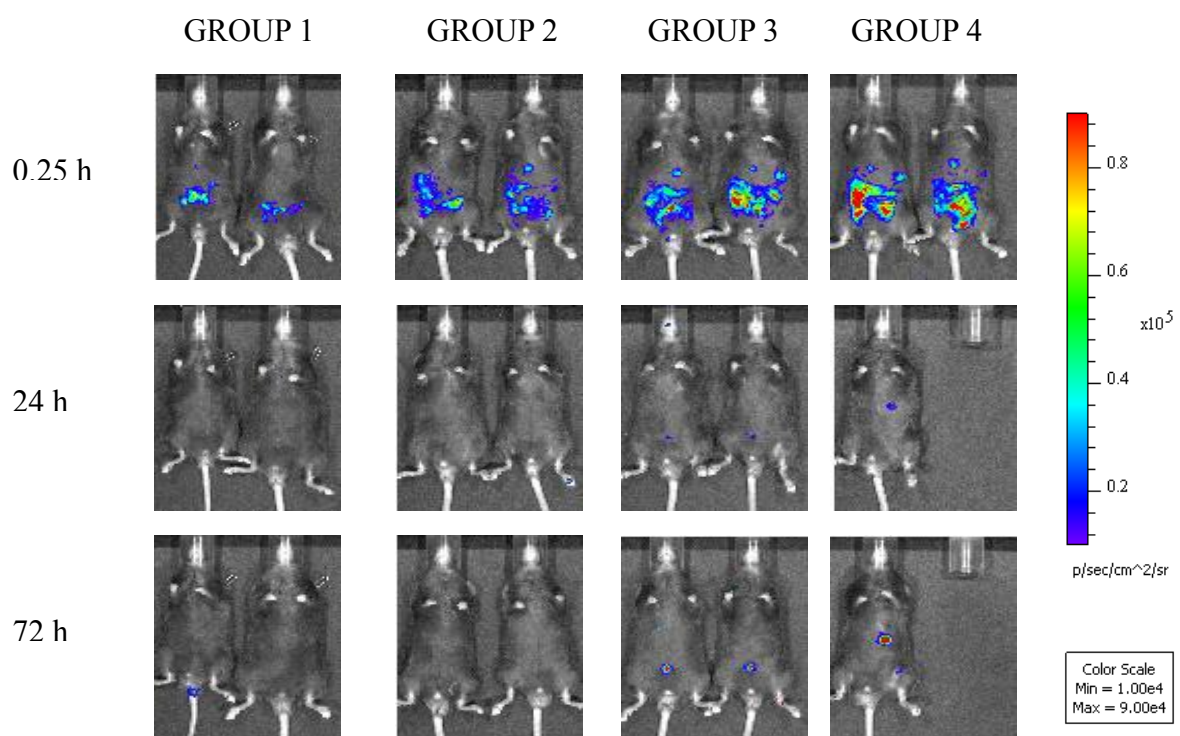 GROUP 1 GROUP 2 GROUP 3 GROUP 4
0.25 h
24 h
72 h
0.8
0.6
x10^5
0.4
0.2
p/sec/cm^2/sr
Color Scale
Min = 1.00e4
Max = 9.00e4